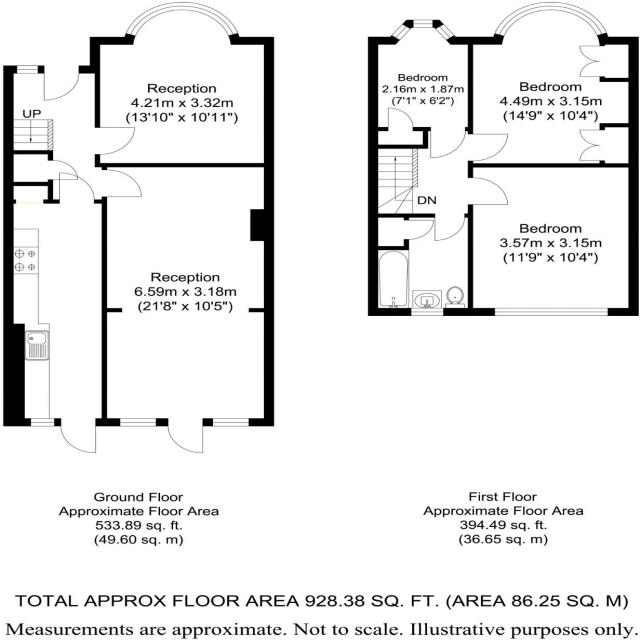 Reception
4.21m x 3.32m
(13'10" x 10'11")
UP
Reception
6.59m x 3.18m
(21'8" x 10'5")
Bedroom
2.16m x 1.87m
(7'1" x 6'2")
Bedroom
4.49m x 3.15m
(14'9" x 10'4")
DN
Bedroom
3.57m x 3.15m
(11'9" x 10'4")
Ground Floor
Approximate Floor Area
533.89 sq. ft.
(49.60 sq. m)
First Floor
Approximate Floor Area
394.49 sq. ft.
(36.65 sq. m)
TOTAL APPROX FLOOR AREA 928.38 SQ. FT. (AREA 86.25 SQ. M)
Measurements are approximate. Not to scale. Illustrative purposes only.